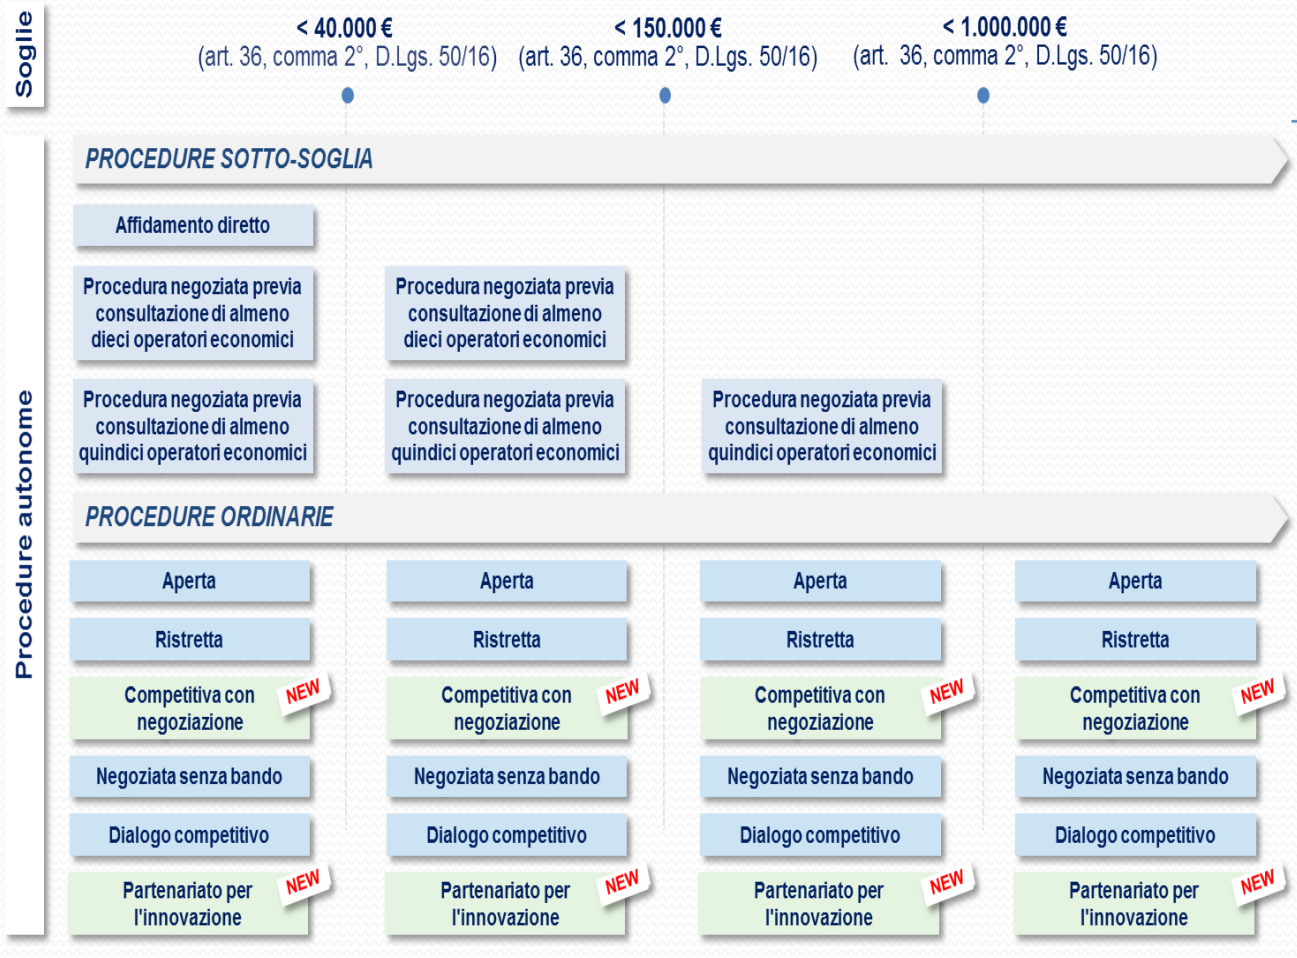 Soglie
< 40.000 €
(art. 36, comma 2°, D.Lgs. 50/16)
< 150.000 €
(art. 36, comma 2°, D.Lgs. 50/16)
< 1.000.000 €
(art. 36, comma 2°, D.Lgs. 50/16)
Procedure autonome
PROCEDURE SOTTO-SOGLIA
Affidamento diretto
Procedura negoziata previa
consultazione di almeno
dieci operatori economici
Procedura negoziata previa
consultazione di almeno
dieci operatori economici
Procedura negoziata previa
consultazione di almeno
quindici operatori economici
Procedura negoziata previa
consultazione di almeno
quindici operatori economici
Procedura negoziata previa
consultazione di almeno
quindici operatori economici
PROCEDURE ORDINARIE
Aperta
Aperta
Aperta
Aperta
Ristretta
Ristretta
Ristretta
Ristretta
Competitiva con
negoziazione
NEW
Competitiva con
negoziazione
NEW
Competitiva con
negoziazione
NEW
Competitiva con
negoziazione
NEW
Negoziata senza bando
Negoziata senza bando
Negoziata senza bando
Negoziata senza bando
Dialogo competitivo
Dialogo competitivo
Dialogo competitivo
Dialogo competitivo
Partenariato per
l'innovazione
NEW
Partenariato per
l'innovazione
NEW
Partenariato per
l'innovazione
NEW
Partenariato per
l'innovazione
NEW